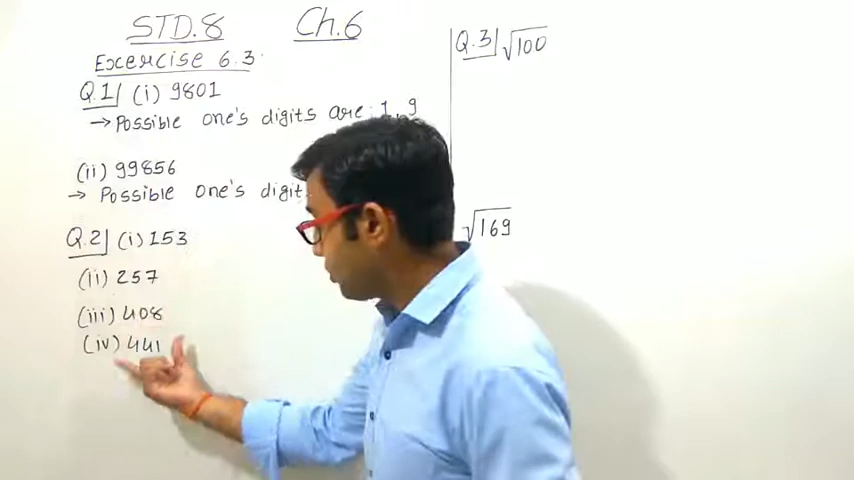 STD.8 Ch.6
Exercise 6.3
Q.1 (i) 9801
→ Possible one's digits are: 1, 9
(ii) 99856
→ Possible one's
Q.2 (i) 153
(ii) 257
(iii) 408
(iv) 441
Q.3 √100
√169